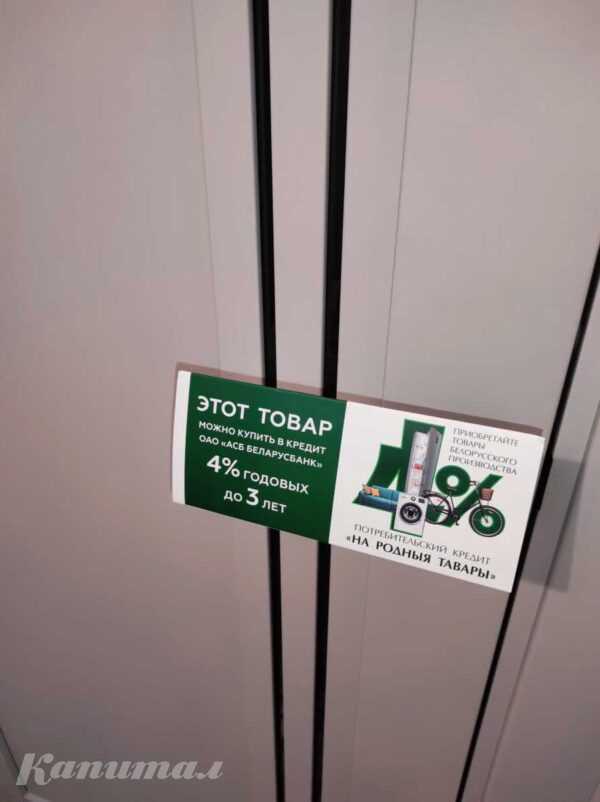 ЭТОТ ТОВАР
МОЖНО КУПИТЬ В КРЕДИТ
ОАО «АСБ БЕЛАРУСБАНК»
4% ГОДОВЫХ
ДО 3 ЛЕТ
ПРИОБРЕТАЙТЕ
ТОВАРЫ
БЕЛОРУССКОГО
ПРОИЗВОДСТВА
4%
ПОТРЕБИТЕЛЬСКИЙ КРЕДИТ
«НА РОДНЫЯ ТАВАРЫ»
Капитал